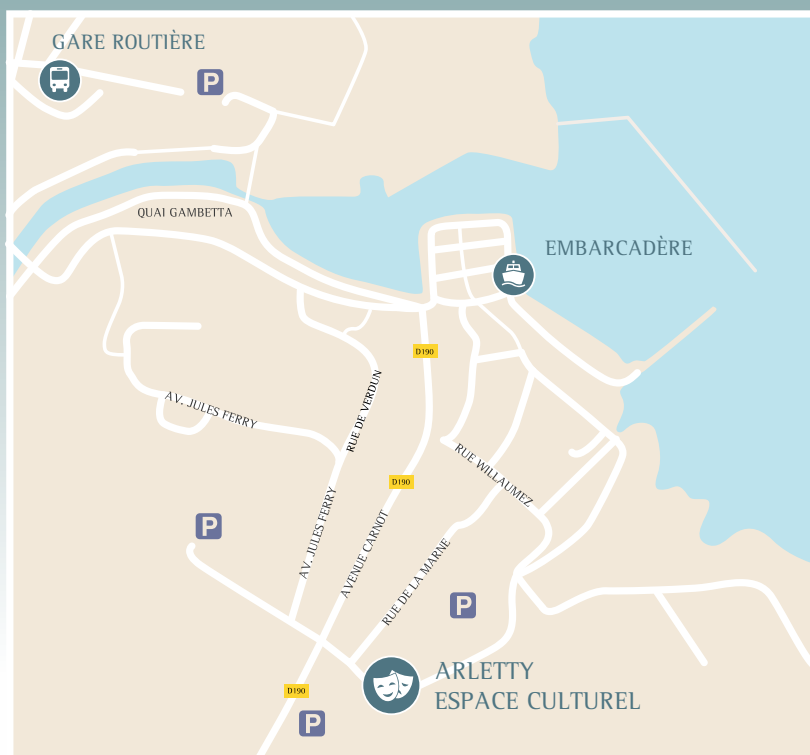 GARE ROUTIÈRE
P
QUAI GAMBETTA
EMBARCADÈRE
D190
RUE DE VERDUN
AV. JULES FERRY
RUE WILLAUMEZ
D190
AV. JULES FERRY
AVENUE CARNOT
P
RUE DE LA MARNE
P
ARLETTY
ESPACE CULTUREL
D190
P